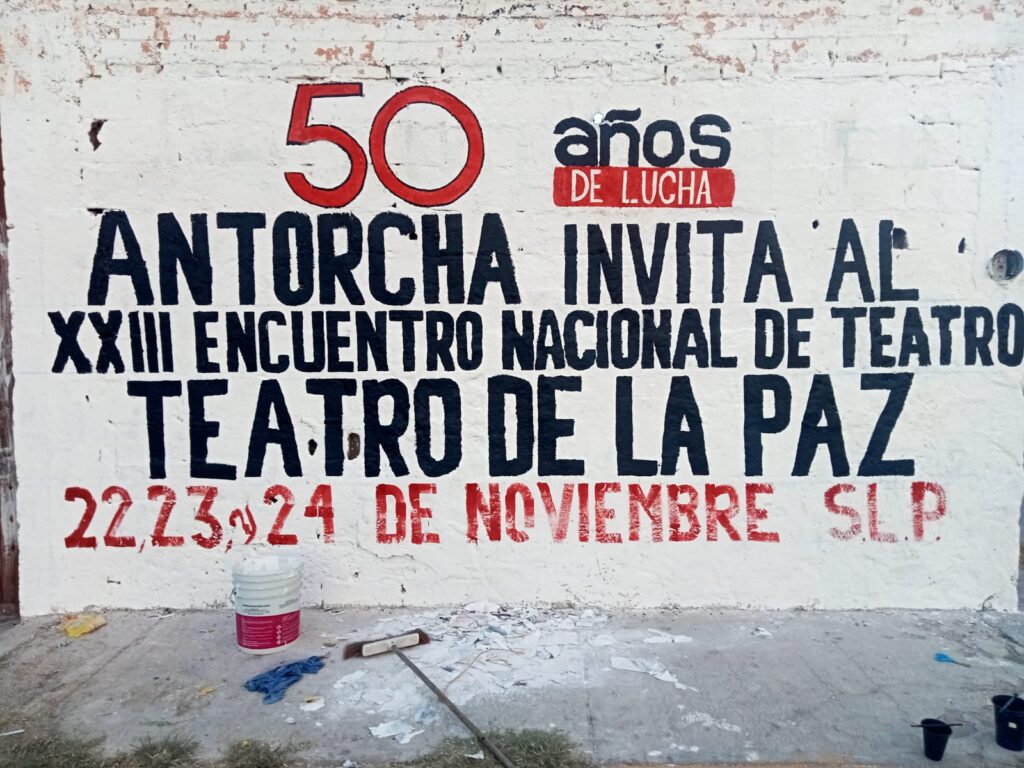 50 años
DE LUCHA
ANTORCHA INVITA AL
XXIII ENCUENTRO NACIONAL DE TEATRO
TEATRO DE LA PAZ
22,23,y 24 DE NOVIEMBRE S.L.P.